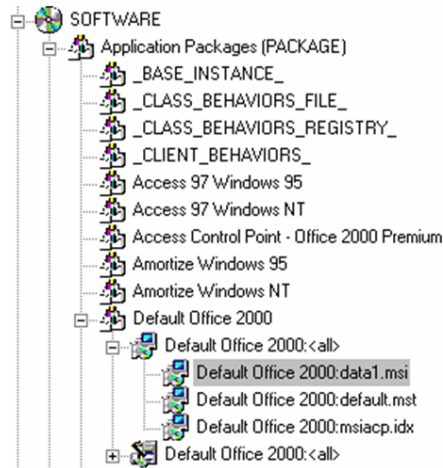 SOFTWARE
Application Packages (PACKAGE)
_BASE_INSTANCE_
_CLASS_BEHAVIORS_FILE_
_CLASS_BEHAVIORS_REGISTRY_
_CLIENT_BEHAVIORS_
Access 97 Windows 95
Access 97 Windows NT
Access Control Point - Office 2000 Premium
Amortize Windows 95
Amortize Windows NT
Default Office 2000
Default Office 2000:<all>
Default Office 2000:data1.msi
Default Office 2000:default.mst
Default Office 2000:msiacp.idx
Default Office 2000:<all>